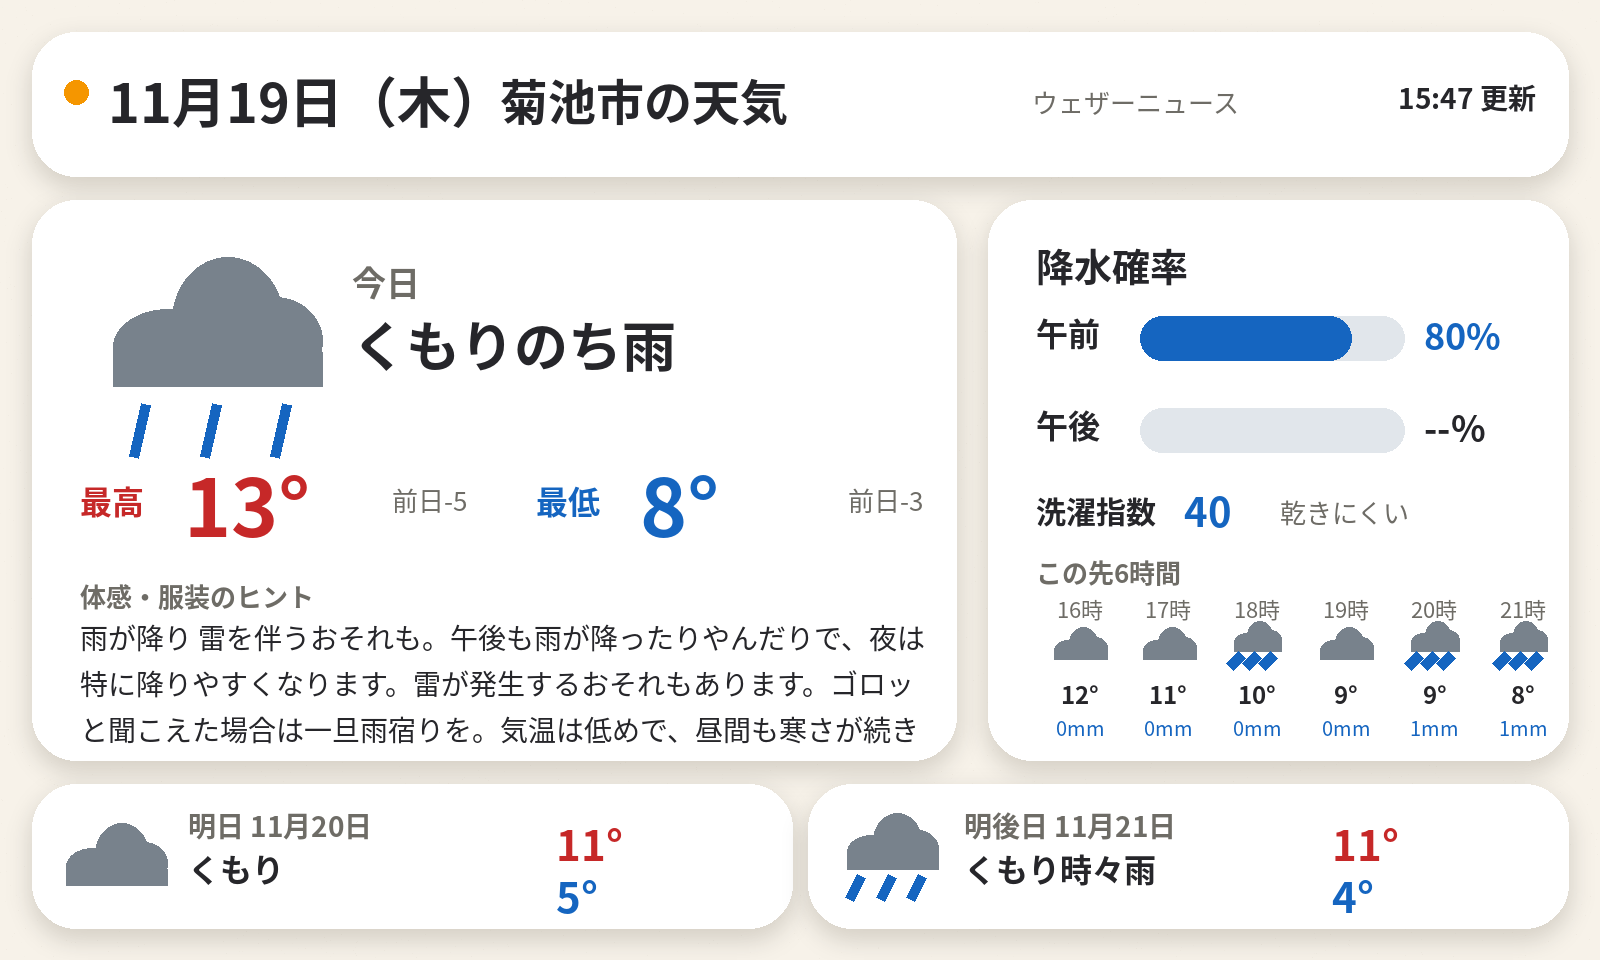 11月19日（木）菊池市の天気
ウェザーニュース
15:47 更新
今日
くもりのち雨
最高 13° 前日-5 最低 8° 前日-3
体感・服装のヒント
雨が降り 雷を伴うおそれも。午後も雨が降ったりやんだりで、夜は
特に降りやすくなります。雷が発生するおそれもあります。ゴロッ
と聞こえた場合は一旦雨宿りを。気温は低めで、昼間も寒さが続き
降水確率
午前 80%
午後 --%
洗濯指数 40 乾きにくい
この先6時間
16時 17時 18時 19時 20時 21時
12° 11° 10° 9° 9° 8°
0mm 0mm 0mm 0mm 1mm 1mm
明日 11月20日
くもり
11°
5°
明後日 11月21日
くもり時々雨
11°
4°